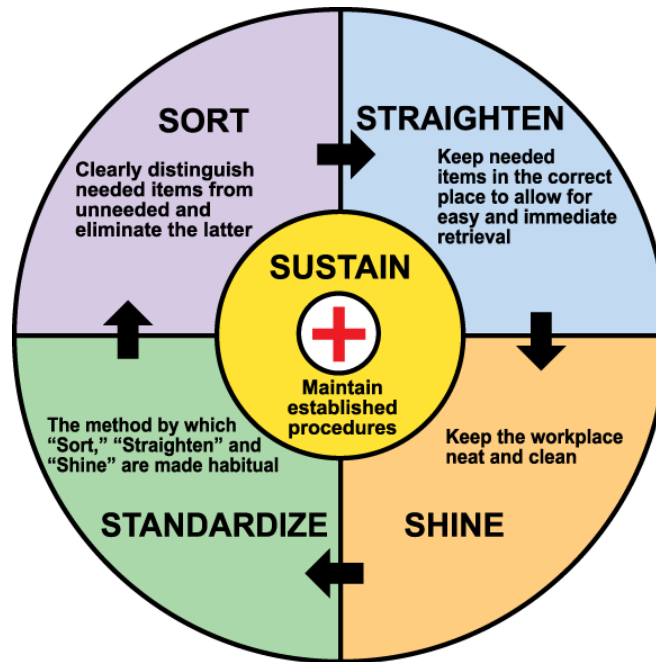 SORT
Clearly distinguish
needed items from
unneeded and
eliminate the latter
STRAIGHTEN
Keep needed
items in the correct
place to allow for
easy and immediate
retrieval
SUSTAIN
Maintain
established
procedures
The method by which
“Sort,” “Straighten” and
“Shine” are made habitual
STANDARDIZE
Keep the workplace
neat and clean
SHINE